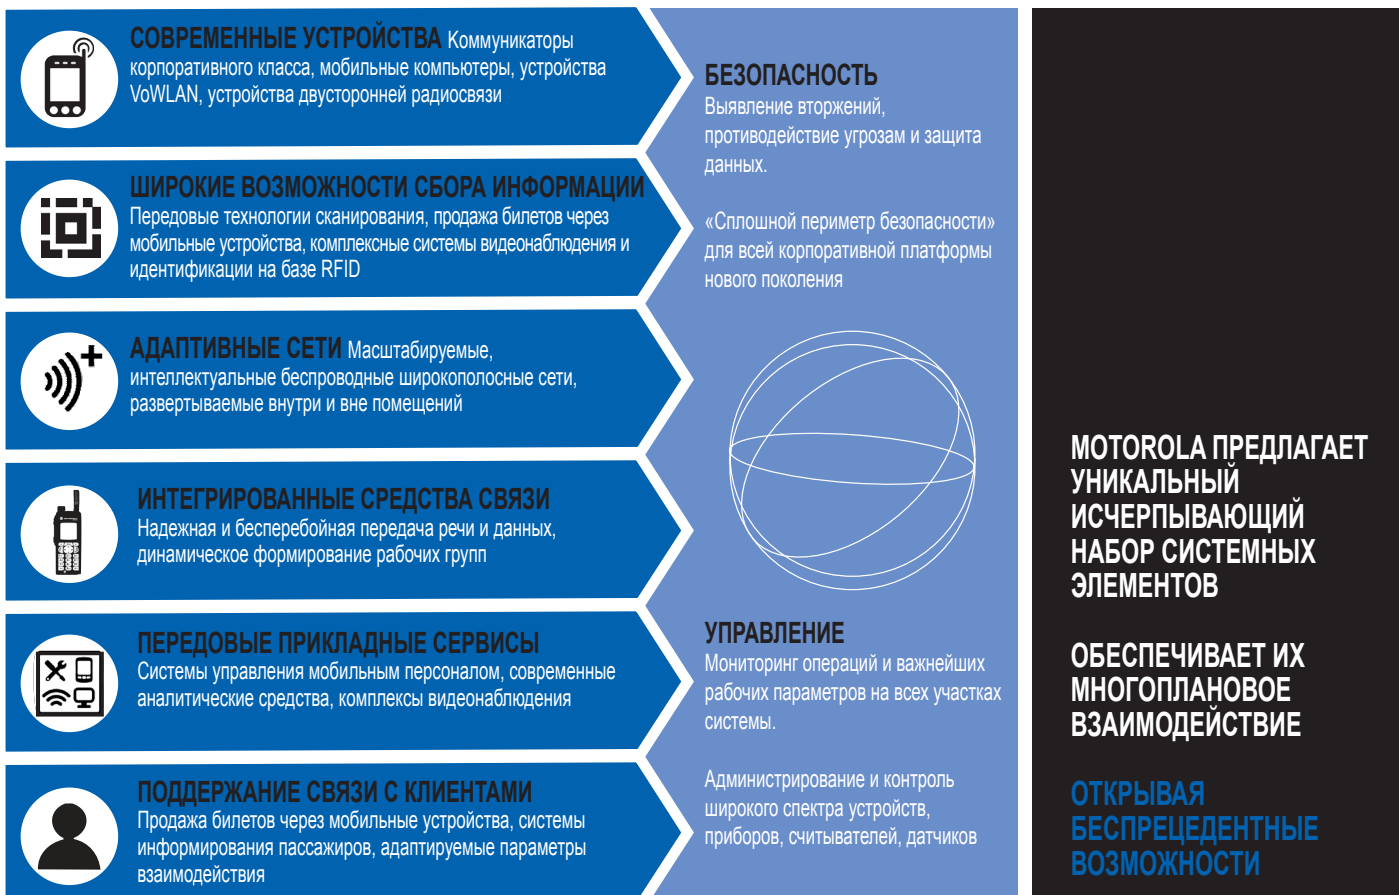 СОВРЕМЕННЫЕ УСТРОЙСТВА Коммуникаторы
корпоративного класса, мобильные компьютеры, устройства
VoWLAN, устройства двусторонней радиосвязи
ШИРОКИЕ ВОЗМОЖНОСТИ СБОРА ИНФОРМАЦИИ
Передовые технологии сканирования, продажа билетов через
мобильные устройства, комплексные системы видеонаблюдения и
идентификации на базе RFID
АДАПТИВНЫЕ СЕТИ Масштабируемые,
интеллектуальные беспроводные широкополосные сети,
развертываемые внутри и вне помещений
ИНТЕГРИРОВАННЫЕ СРЕДСТВА СВЯЗИ
Надежная и бесперебойная передача речи и данных,
динамическое формирование рабочих групп
ПЕРЕДОВЫЕ ПРИКЛАДНЫЕ СЕРВИСЫ
Системы управления мобильным персоналом, современные
аналитические средства, комплексы видеонаблюдения
ПОДДЕРЖАНИЕ СВЯЗИ С КЛИЕНТАМИ
Продажа билетов через мобильные устройства, системы
информирования пассажиров, адаптируемые параметры
взаимодействия
БЕЗОПАСНОСТЬ
Выявление вторжений,
противодействие угрозам и защита
данных.
«Сплошной периметр безопасности»
для всей корпоративной платформы
нового поколения
УПРАВЛЕНИЕ
Мониторинг операций и важнейших
рабочих параметров на всех участках
системы.
Администрирование и контроль
широкого спектра устройств,
приборов, считывателей, датчиков
MOTOROLA ПРЕДЛАГАЕТ
УНИКАЛЬНЫЙ
ИСЧЕРПЫВАЮЩИЙ
НАБОР СИСТЕМНЫХ
ЭЛЕМЕНТОВ
ОБЕСПЕЧИВАЕТ ИХ
МНОГОПЛАНОВОЕ
ВЗАИМОДЕЙСТВИЕ
ОТКРЫВАЯ
БЕСПРЕЦЕДЕНТНЫЕ
ВОЗМОЖНОСТИ